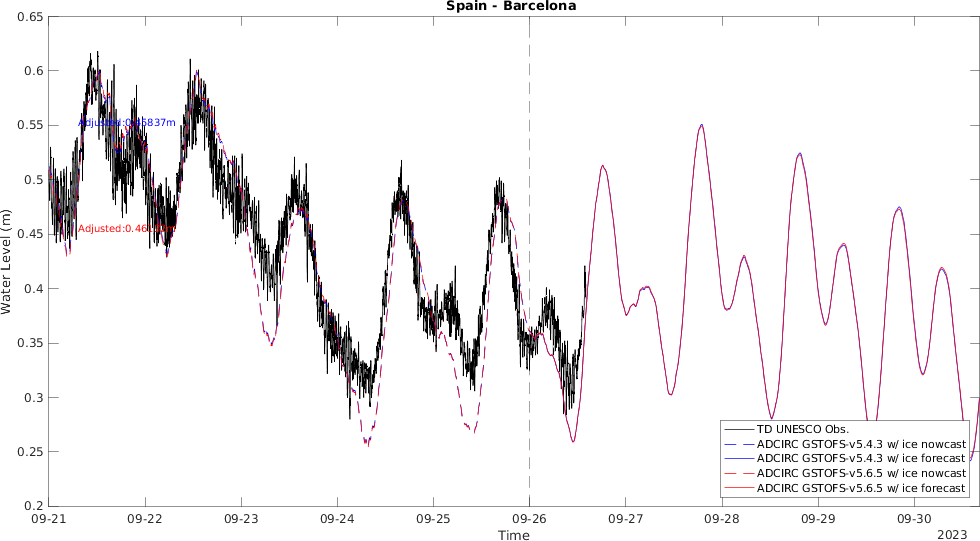 Spain - Barcelona
Water Level (m)
0.65
0.6
0.55
0.5
0.45
0.4
0.35
0.3
0.25
0.2
Adjusted:
TD UNESCO Obs.
ADCIRC GSTOFS-v5.4.3 w/ ice nowcast
ADCIRC GSTOFS-v5.4.3 w/ ice forecast
ADCIRC GSTOFS-v5.6.5 w/ ice nowcast
ADCIRC GSTOFS-v5.6.5 w/ ice forecast
09-21 09-22 09-23 09-24 09-25 09-26 09-27 09-28 09-29 09-30
Time
2023